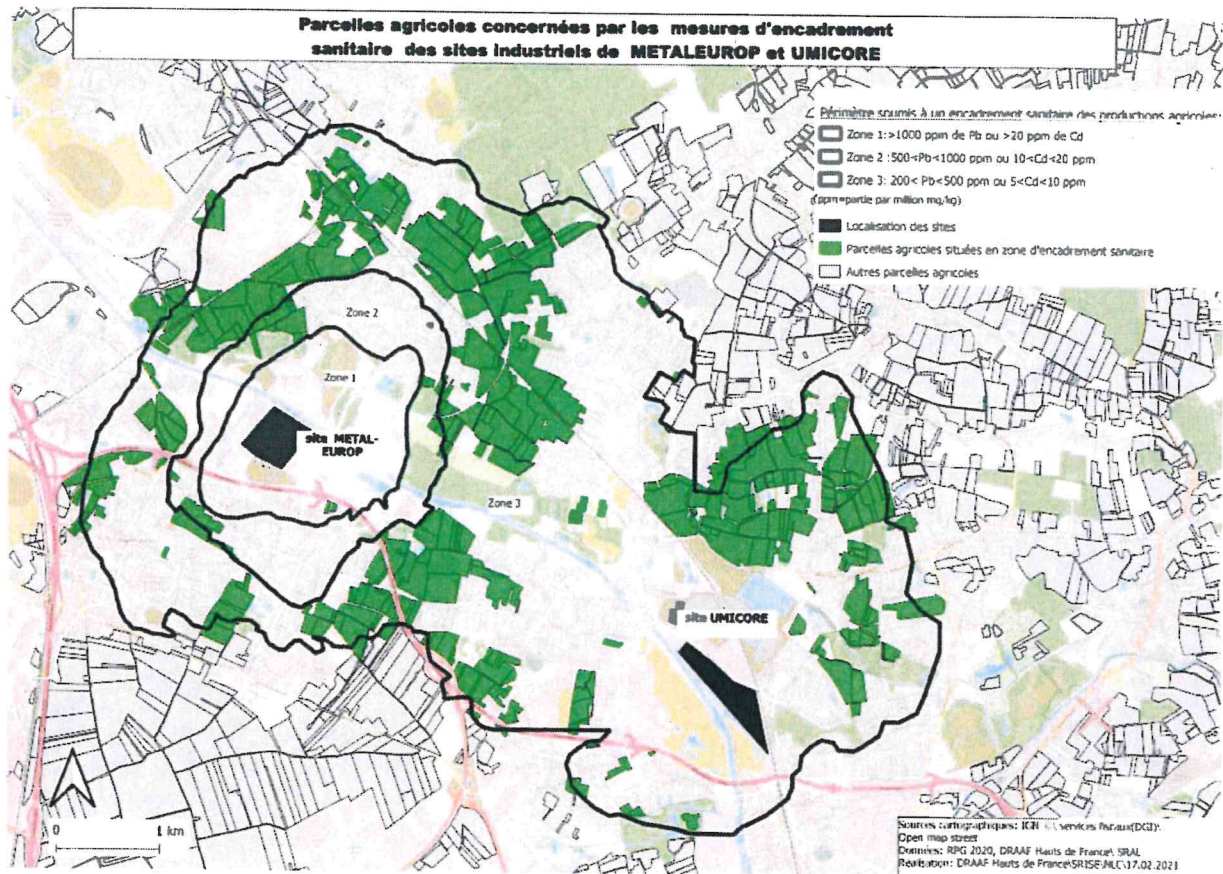 Parcelles agricoles concernées par les mesures d'encadrement
sanitaire des sites industriels de METALEUROP et UMICORE
Périmètre soumis à un encadrement sanitaire des productions agricoles:
Zone 1:>1000 ppm de Pb ou >20 ppm de Cd
Zone 2 :500<Pb<1000 ppm ou 10<Cd<20 ppm
Zone 3: 200< Pb<500 ppm ou 5<Cd<10 ppm
(ppm=partie par million mg/kg)
Localisation des sites
Parcelles agricoles situées en zone d'encadrement sanitaire
Autres parcelles agricoles
Zone 2
Zone 1
site METAL-
EUROP
Zone 3
site UMICORE
0 1 km
Sources cartographiques: IGN services fiscaux(DGI)\
Open map street
Données: RPG 2020, DRAAF Hauts de France\ SRAL
Réalisation: DRAAF Hauts de France\SRISE\MLC\17.02.2021